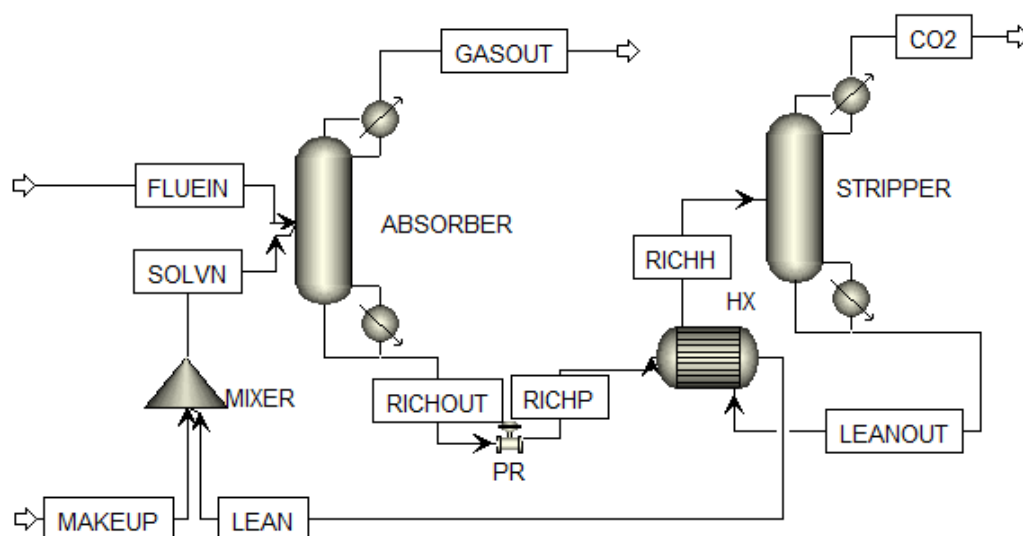 GASOUT
CO2
FLUEIN
STRIPPER
ABSORBER
RICHH
SOLVN
HX
MIXER
RICHOUT
RICHP
LEANOUT
PR
MAKEUP
LEAN